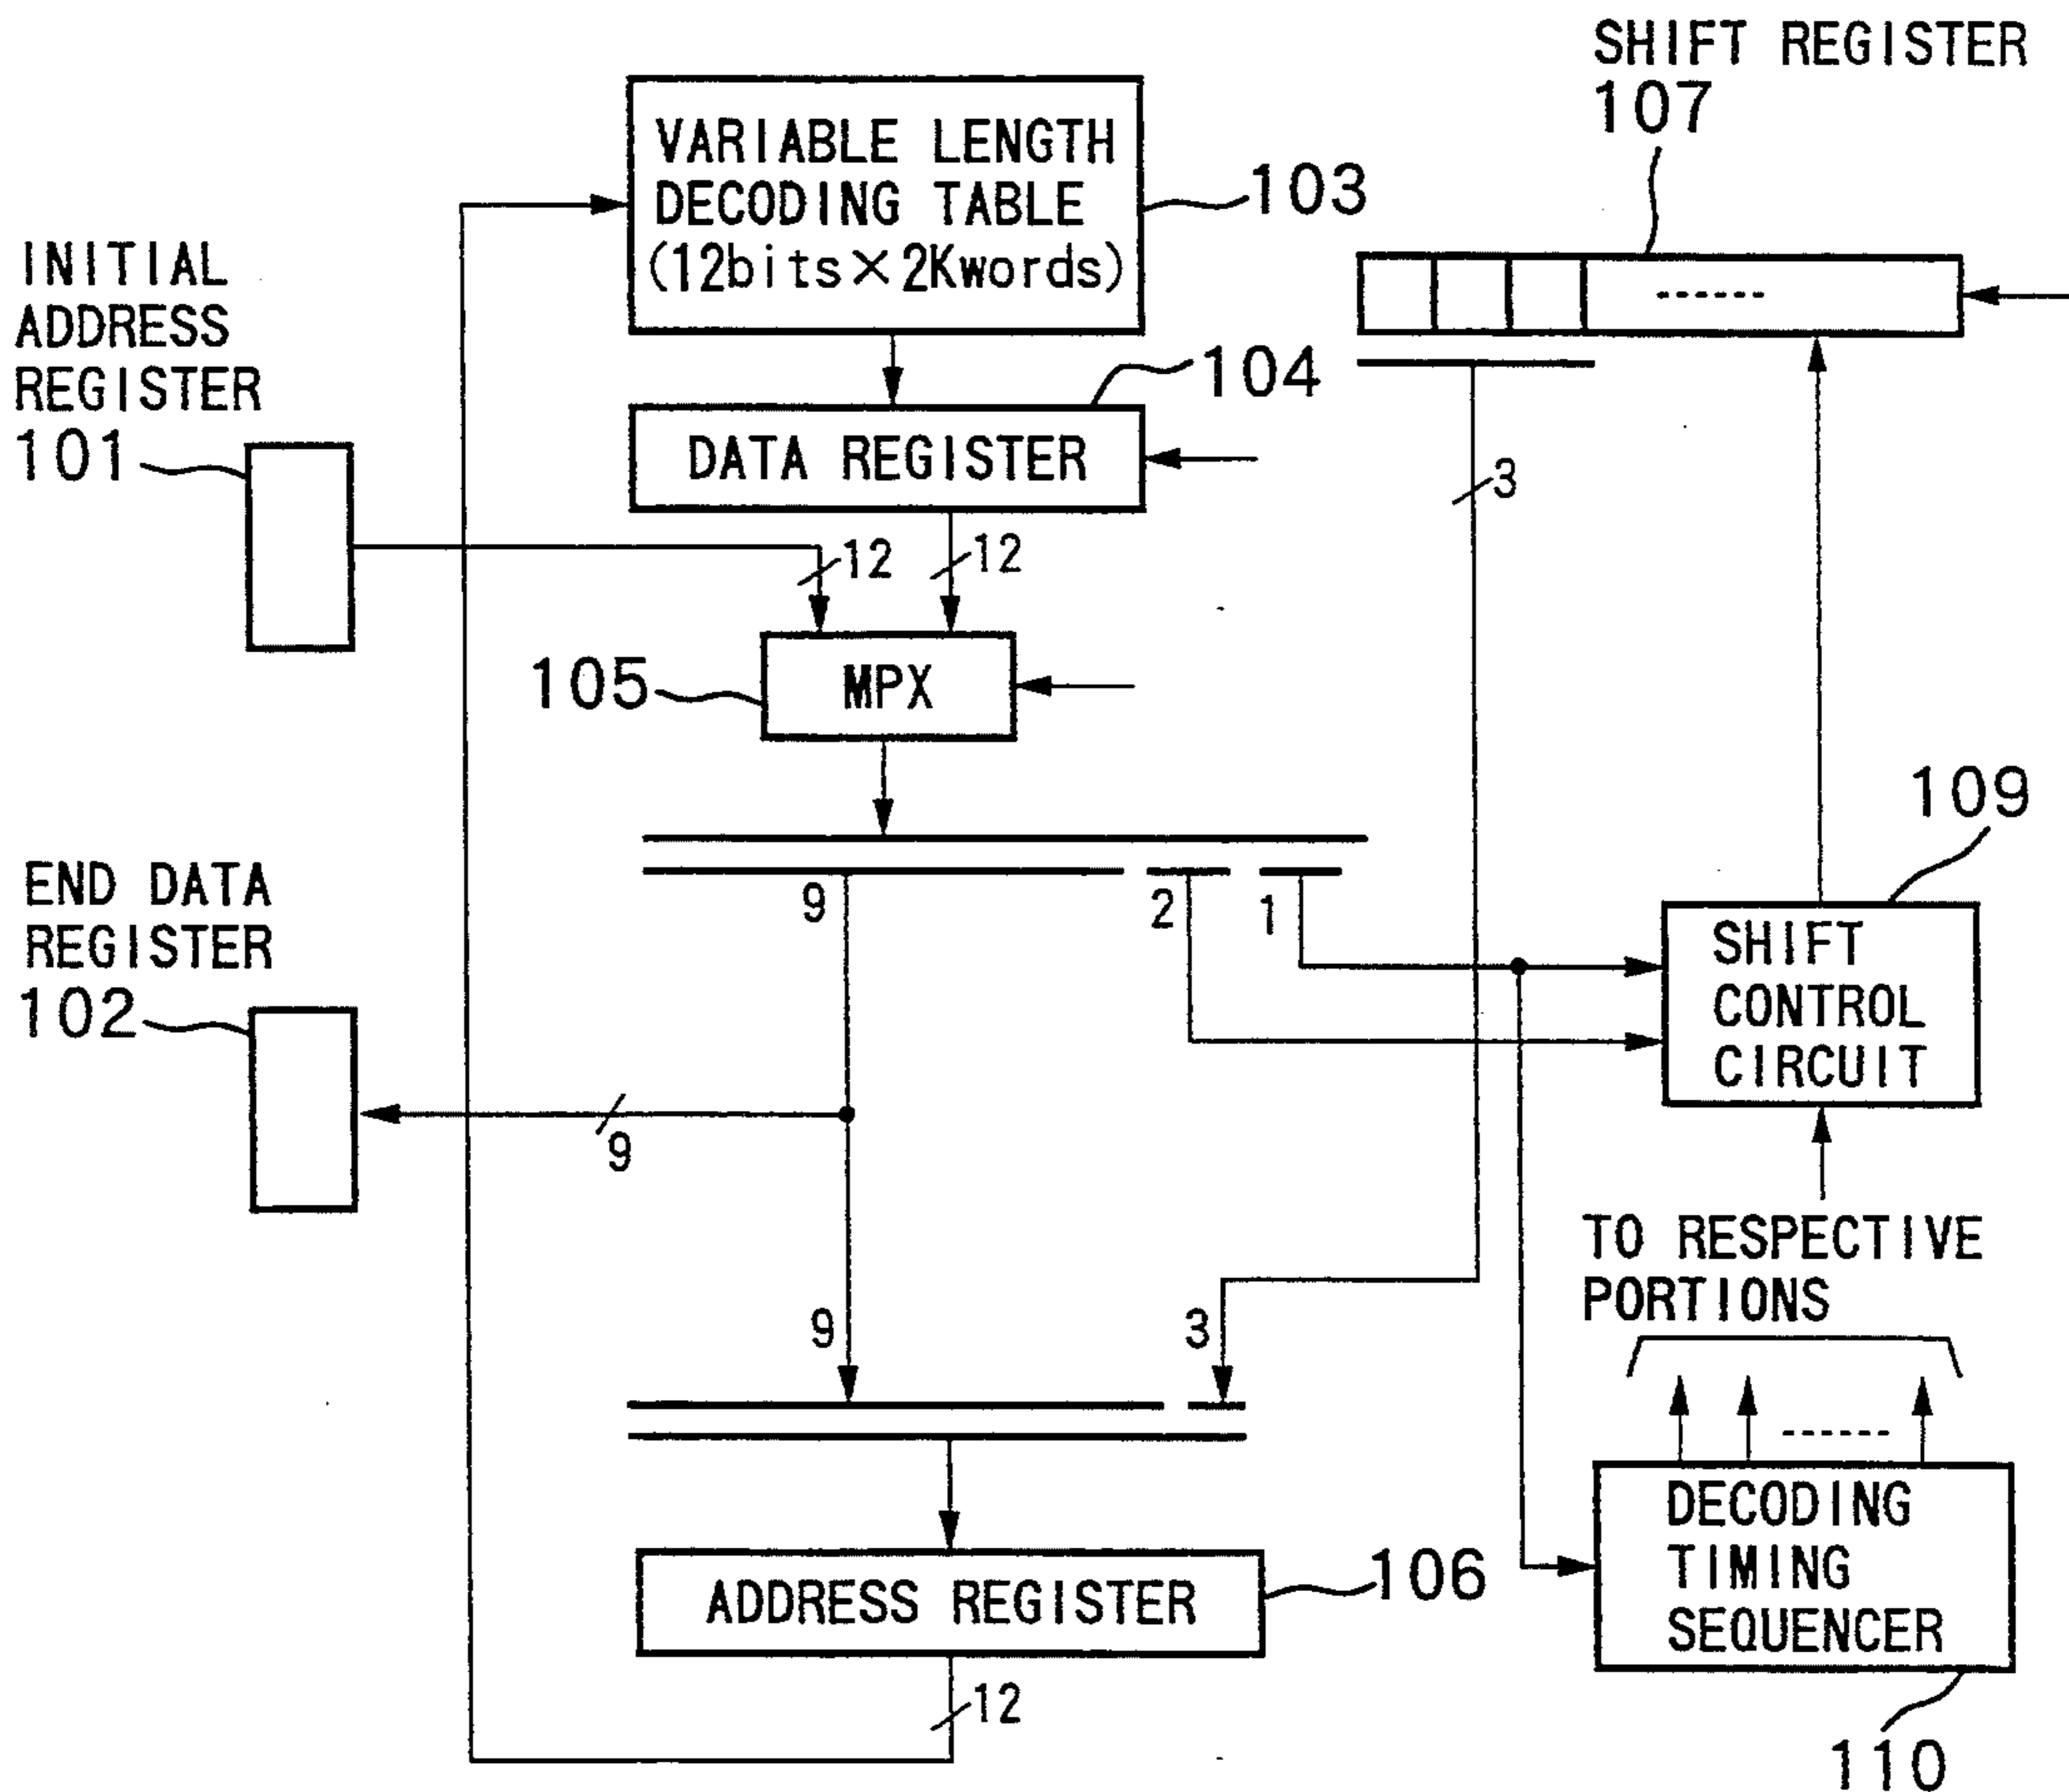 SHIFT REGISTER
107
VARIABLE LENGTH
DECODING TABLE
(12bits×2Kwords)
103
INITIAL
ADDRESS
REGISTER
101
104
DATA REGISTER
3
12
12
105
MPX
109
END DATA
REGISTER
102
9
2
1
SHIFT
CONTROL
CIRCUIT
9
TO RESPECTIVE
PORTIONS
9
3
DECODING
TIMING
SEQUENCER
106
ADDRESS REGISTER
12
110